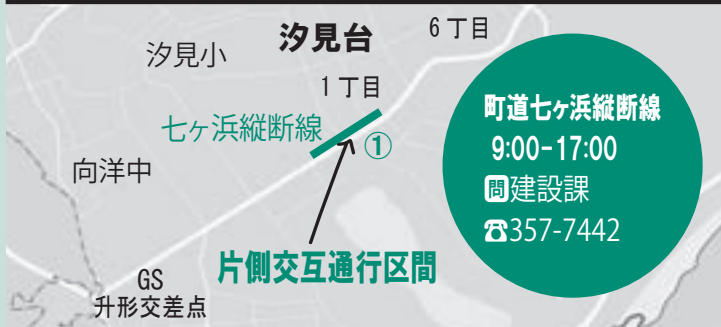 汐見台
6丁目
汐見小
1丁目
七ヶ浜縦断線
①
向洋中
片側交互通行区間
GS
升形交差点
町道七ヶ浜縦断線
9:00-17:00
問建設課
☎357-7442